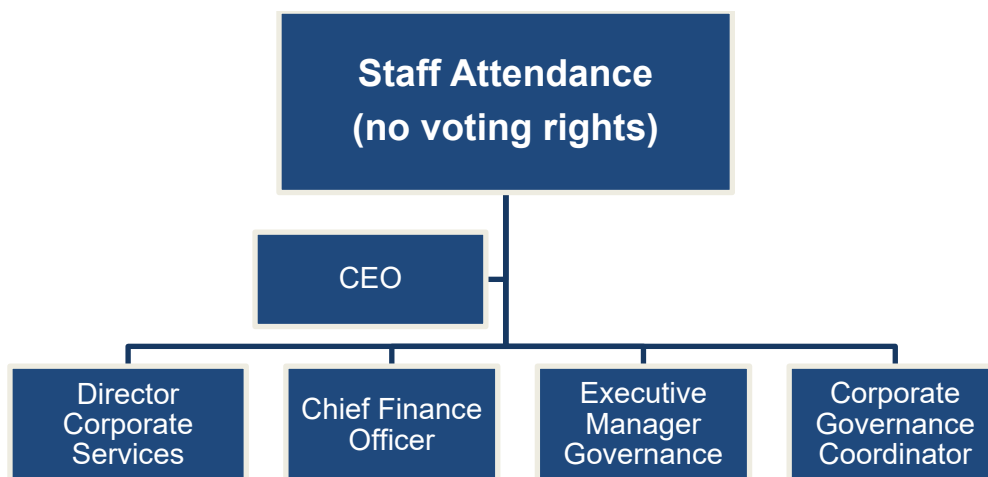 Staff Attendance
(no voting rights)
CEO
Director
Corporate
Services
Chief Finance
Officer
Executive
Manager
Governance
Corporate
Governance
Coordinator